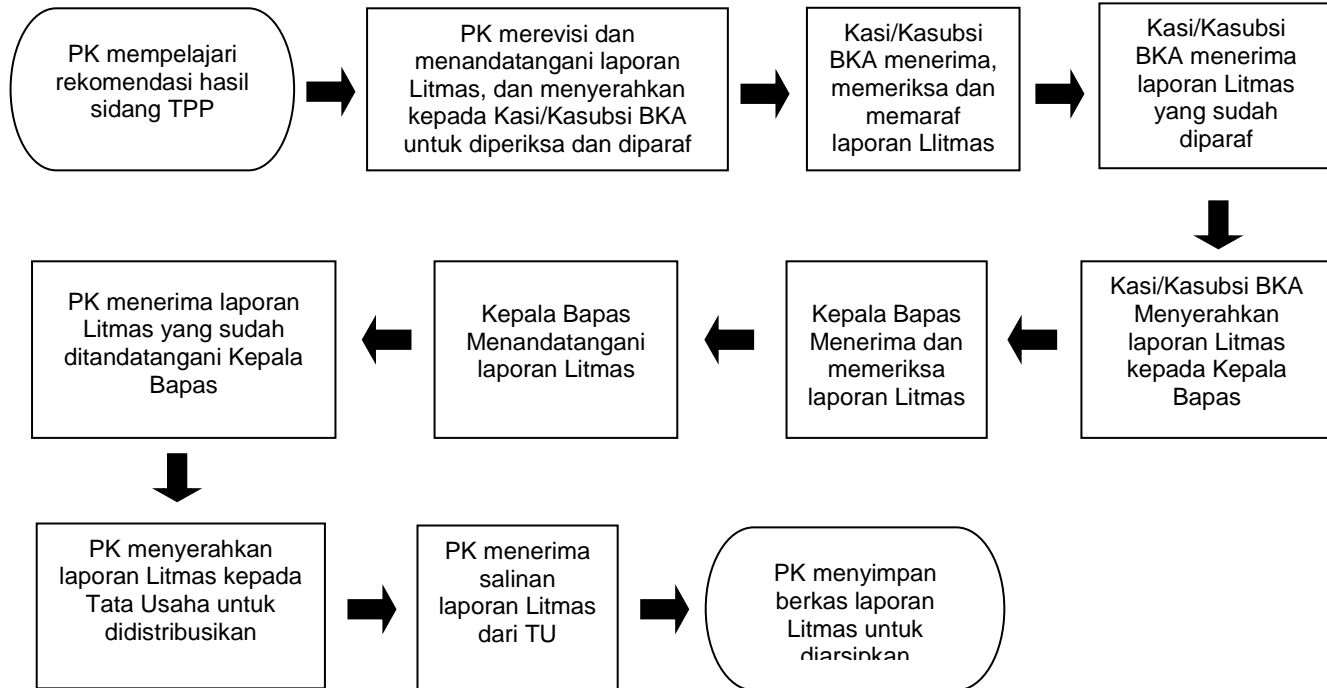 PK mempelajari
rekomendasi hasil
sidang TPP
PK merevisi dan
menandatangani laporan
Litmas, dan menyerahkan
kepada Kasi/Kasubsi BKA
untuk diperiksa dan diparaf
Kasi/Kasubsi
BKA menerima,
memeriksa dan
memaraf
laporan Llitmas
Kasi/Kasubsi
BKA menerima
laporan Litmas
yang sudah
diparaf
Kasi/Kasubsi BKA
Menyerahkan
laporan Litmas
kepada Kepala
Bapas
Kepala Bapas
Menerima dan
memeriksa
laporan Litmas
Kepala Bapas
Menandatangani
laporan Litmas
PK menerima laporan
Litmas yang sudah
ditandatangani Kepala
Bapas
PK menyerahkan
laporan Litmas kepada
Tata Usaha untuk
didistribusikan
PK menerima
salinan
laporan Litmas
dari TU
PK menyimpan
berkas laporan
Litmas untuk
diarsipkan